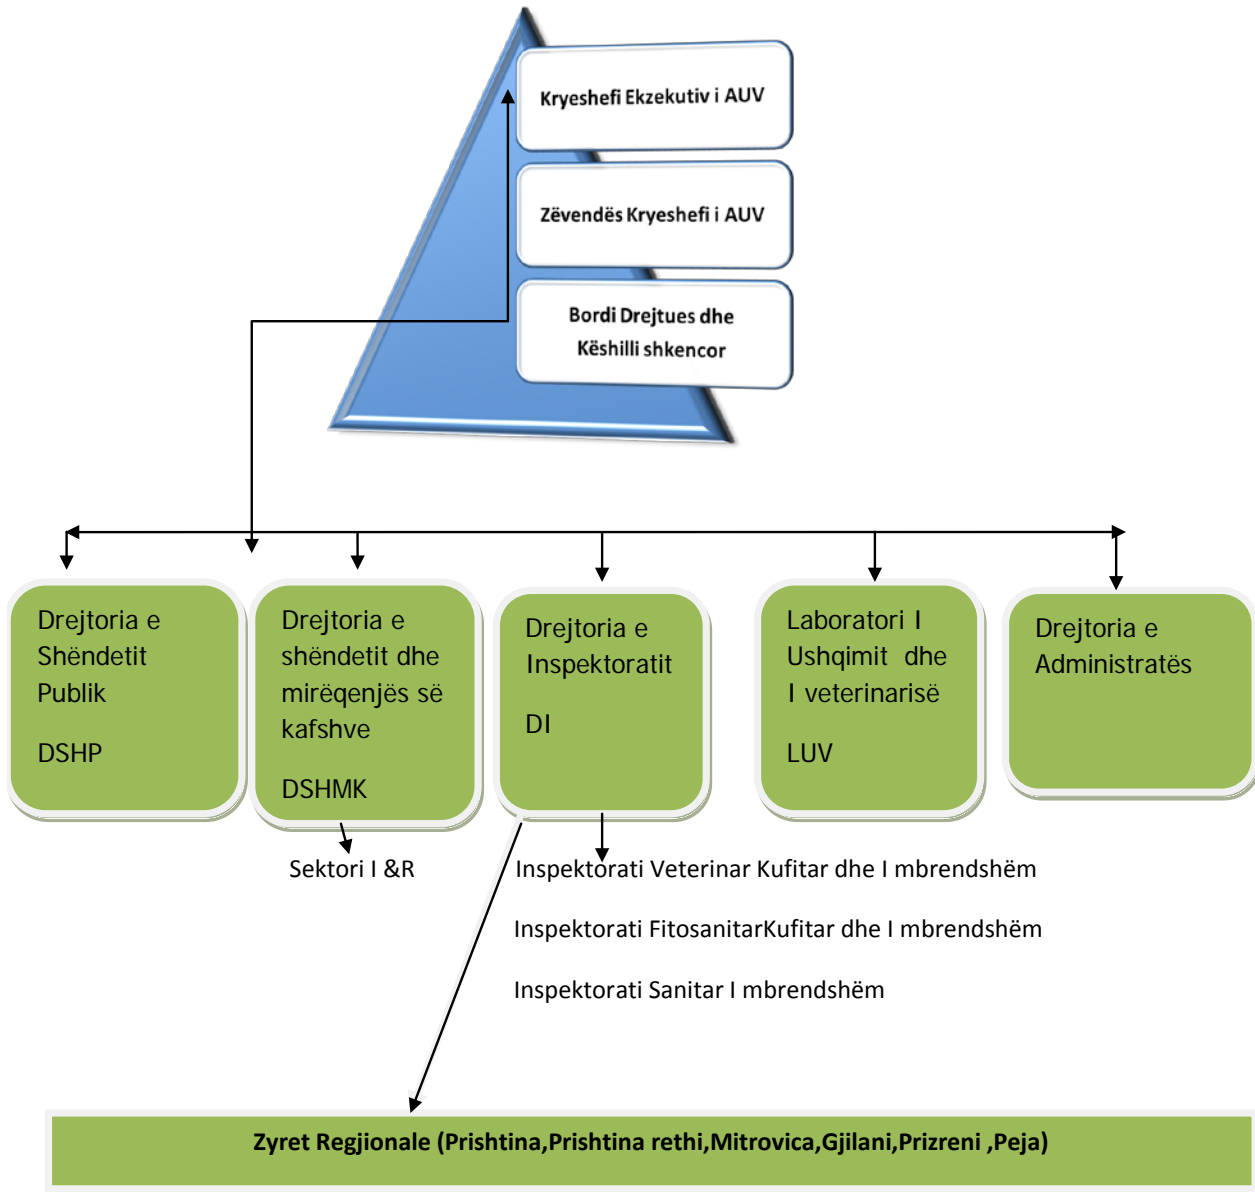 Kryeshefi Ekzekutiv i AUV
Zëvendës Kryeshefi i AUV
Bordi Drejtues dhe
Këshilli shkencor
Drejtoria e
Shëndetit
Publik
DSHP
Drejtoria e
shëndetit dhe
mirëqenjës së
kafshve
DSHMK
Drejtoria e
Inspektoratit
DI
Laboratori I
Ushqimit dhe
I veterinarisë
LUV
Drejtoria e
Administratës
Sektori I &R
Inspektorati Veterinar Kufitar dhe I mbrendshëm
Inspektorati FitosanitarKufitar dhe I mbrendshëm
Inspektorati Sanitar I mbrendshëm
Zyret Regjionale (Prishtina,Prishtina rethi,Mitrovica,Gjilani,Prizreni ,Peja)